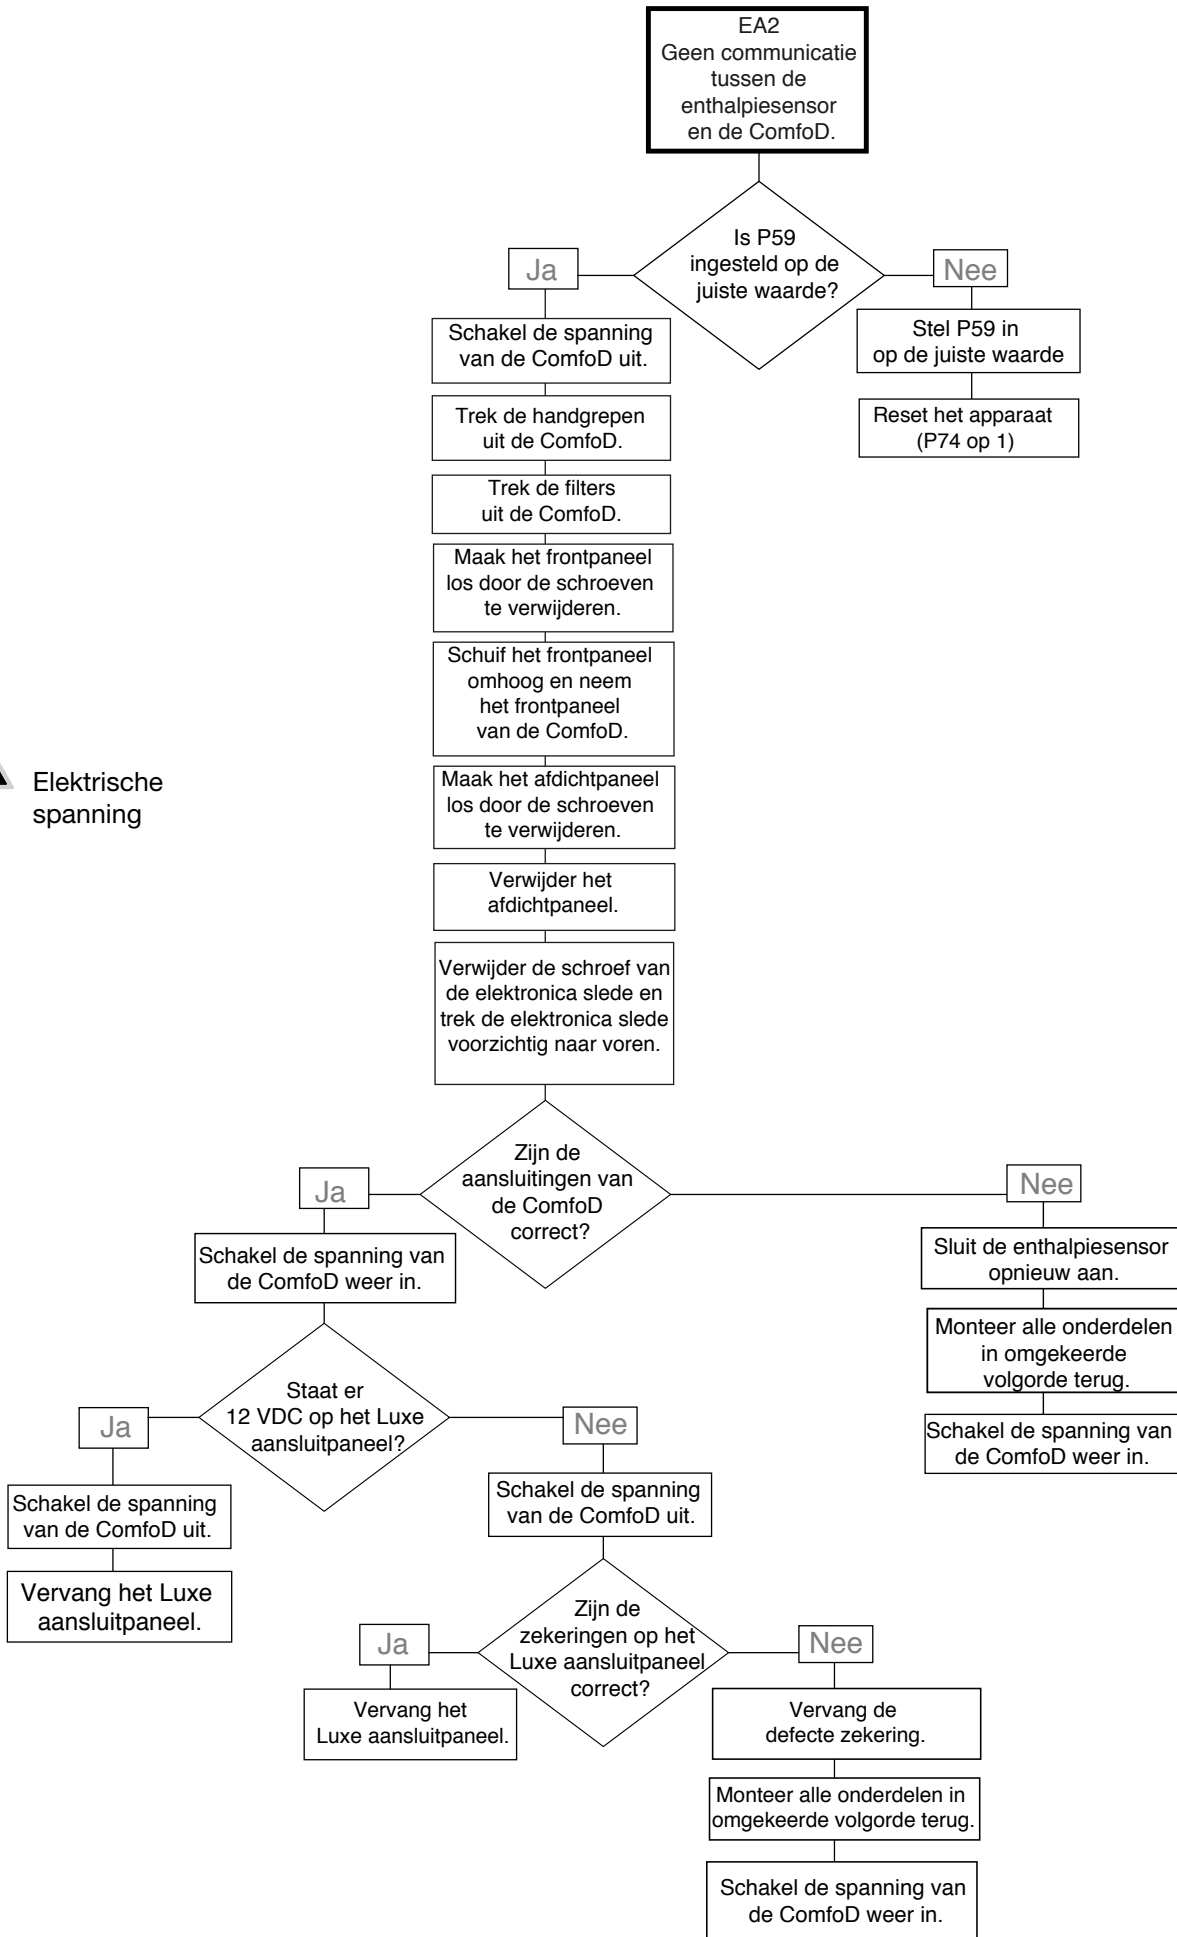 EA2
Geen communicatie
tussen de
enthalpiesensor
en de ComfoD.
Is P59
ingesteld op de
juiste waarde?
Ja
Nee
Schakel de spanning
van de ComfoD uit.
Stel P59 in
op de juiste waarde
Trek de handgrepen
uit de ComfoD.
Reset het apparaat
(P74 op 1)
Trek de filters
uit de ComfoD.
Maak het frontpaneel
los door de schroeven
te verwijderen.
Schuif het frontpaneel
omhoog en neem
het frontpaneel
van de ComfoD.
Elektrische
spanning
Maak het afdichtpaneel
los door de schroeven
te verwijderen.
Verwijder het
afdichtpaneel.
Verwijder de schroef van
de elektronica slede en
trek de elektronica slede
voorzichtig naar voren.
Zijn de
aansluitingen van
de ComfoD
correct?
Ja
Nee
Schakel de spanning van
de ComfoD weer in.
Sluit de enthalpiesensor
opnieuw aan.
Monteer alle onderdelen
in omgekeerde
volgorde terug.
Schakel de spanning van
de ComfoD weer in.
Staat er
12 VDC op het Luxe
aansluitpaneel?
Ja
Nee
Schakel de spanning
van de ComfoD uit.
Vervang het Luxe
aansluitpaneel.
Schakel de spanning
van de ComfoD uit.
Zijn de
zekeringen op het
Luxe aansluitpaneel
correct?
Ja
Nee
Vervang het
Luxe aansluitpaneel.
Vervang de
defecte zekering.
Monteer alle onderdelen in
omgekeerde volgorde terug.
Schakel de spanning van
de ComfoD weer in.